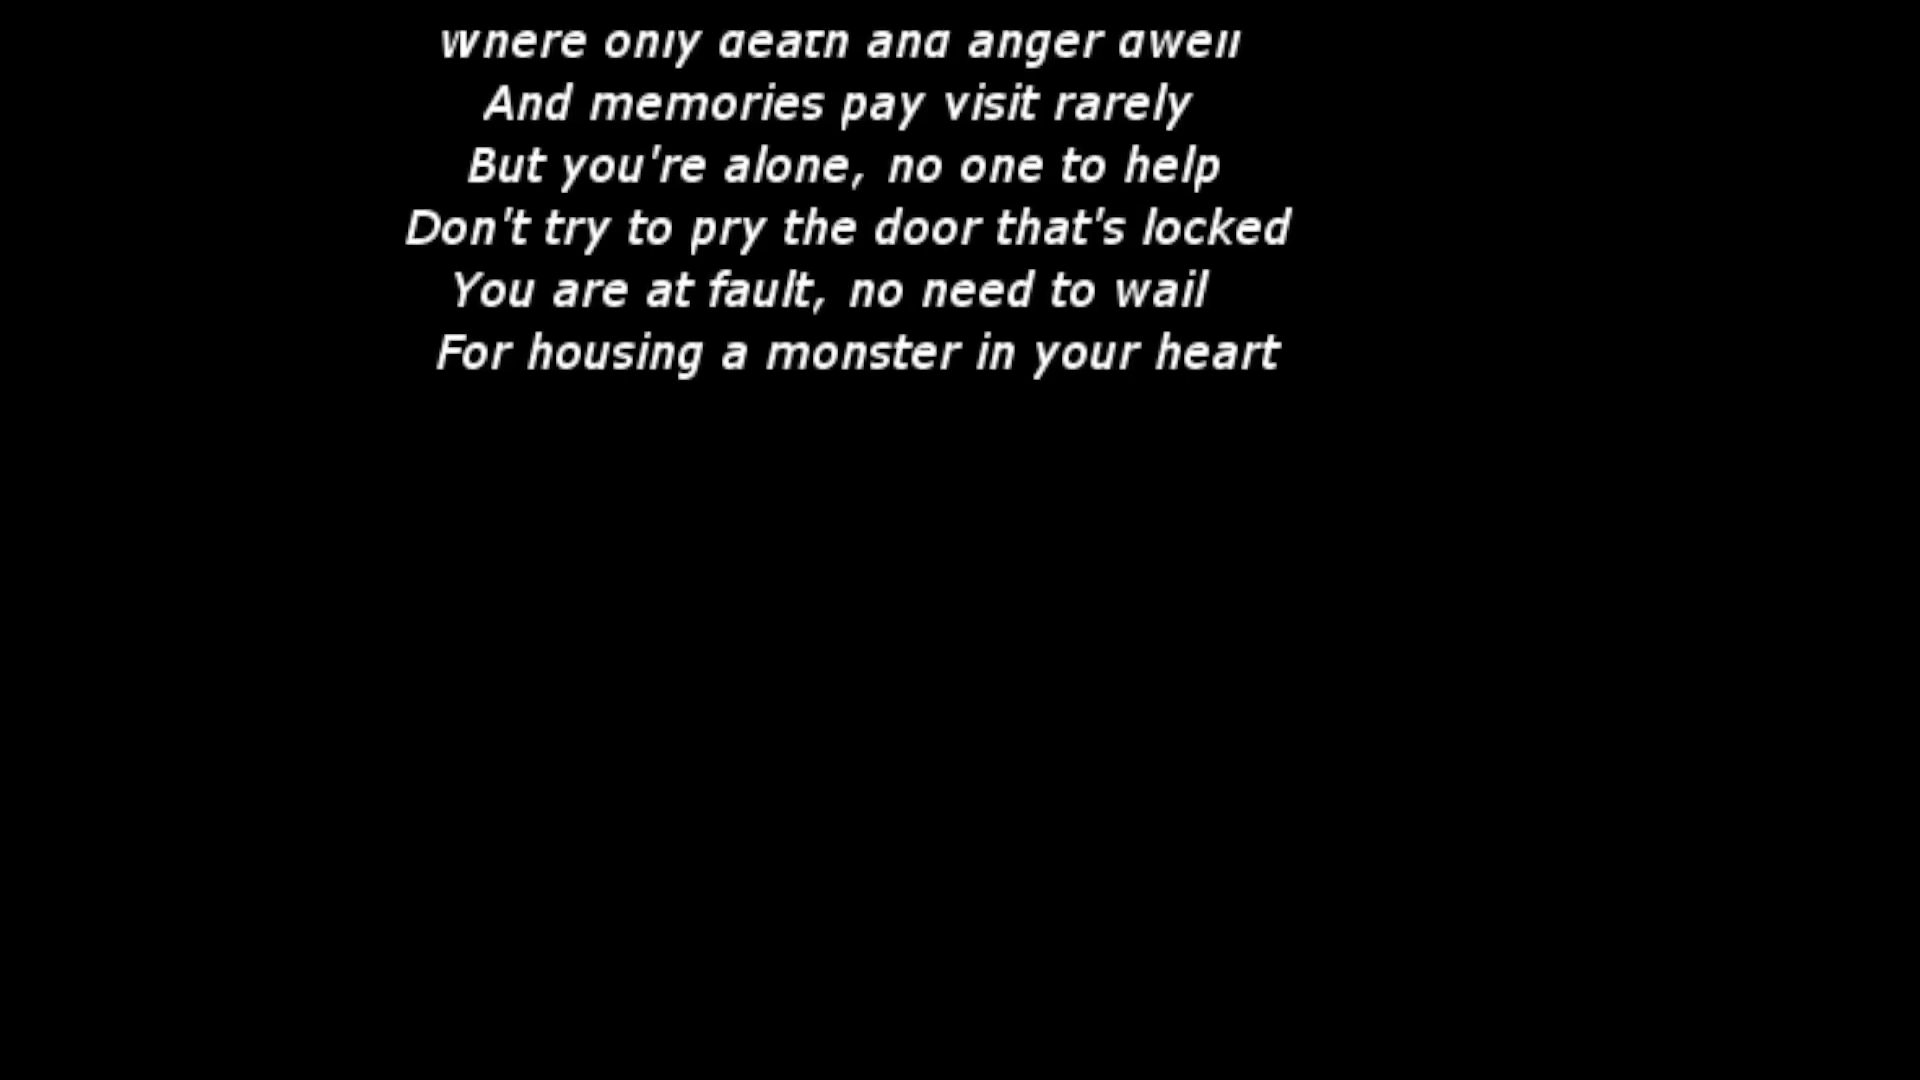 Where only death and anger dwell
And memories pay visit rarely
But you're alone, no one to help
Don't try to pry the door that's locked
You are at fault, no need to wail
For housing a monster in your heart